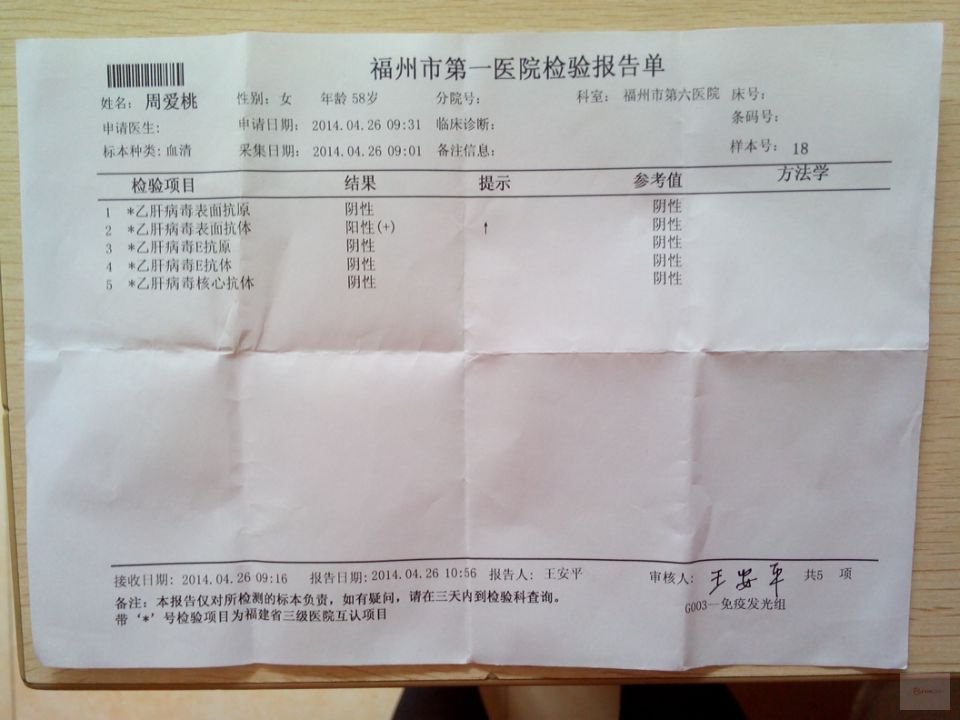 福州市第一医院检验报告单
姓名: 周爱桃 性别: 女 年龄 58岁 分院号: 科室: 福州市第六医院 床号:
申请医生: 申请日期: 2014.04.26 09:31 临床诊断: 条码号:
标本种类: 血清 采集日期: 2014.04.26 09:01 备注信息: 样本号: 18
检验项目 结果 提示 参考值 方法学
1 *乙肝病毒表面抗原 阴性 阴性
2 *乙肝病毒表面抗体 阳性(+) ↑ 阴性
3 *乙肝病毒E抗原 阴性 阴性
4 *乙肝病毒E抗体 阴性 阴性
5 *乙肝病毒核心抗体 阴性 阴性
接收日期: 2014.04.26 09:16 报告日期: 2014.04.26 10:56 报告人: 王安平 审核人: 王安平 共5 项
备注: 本报告仅对所检测的标本负责, 如有疑问, 请在三天内到检验科查询。 G003--免疫发光组
带 '*' 号检验项目为福建省三级医院互认项目